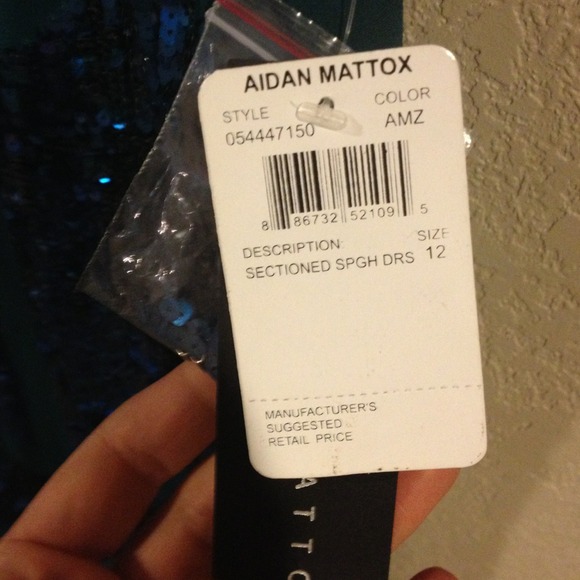 AIDAN MATTOX
STYLE COLOR
054447150 AMZ
8 86732 52109 5
DESCRIPTION: SIZE
SECTIONED SPGH DRS 12
MANUFACTURER'S
SUGGESTED
RETAIL PRICE
ATTO